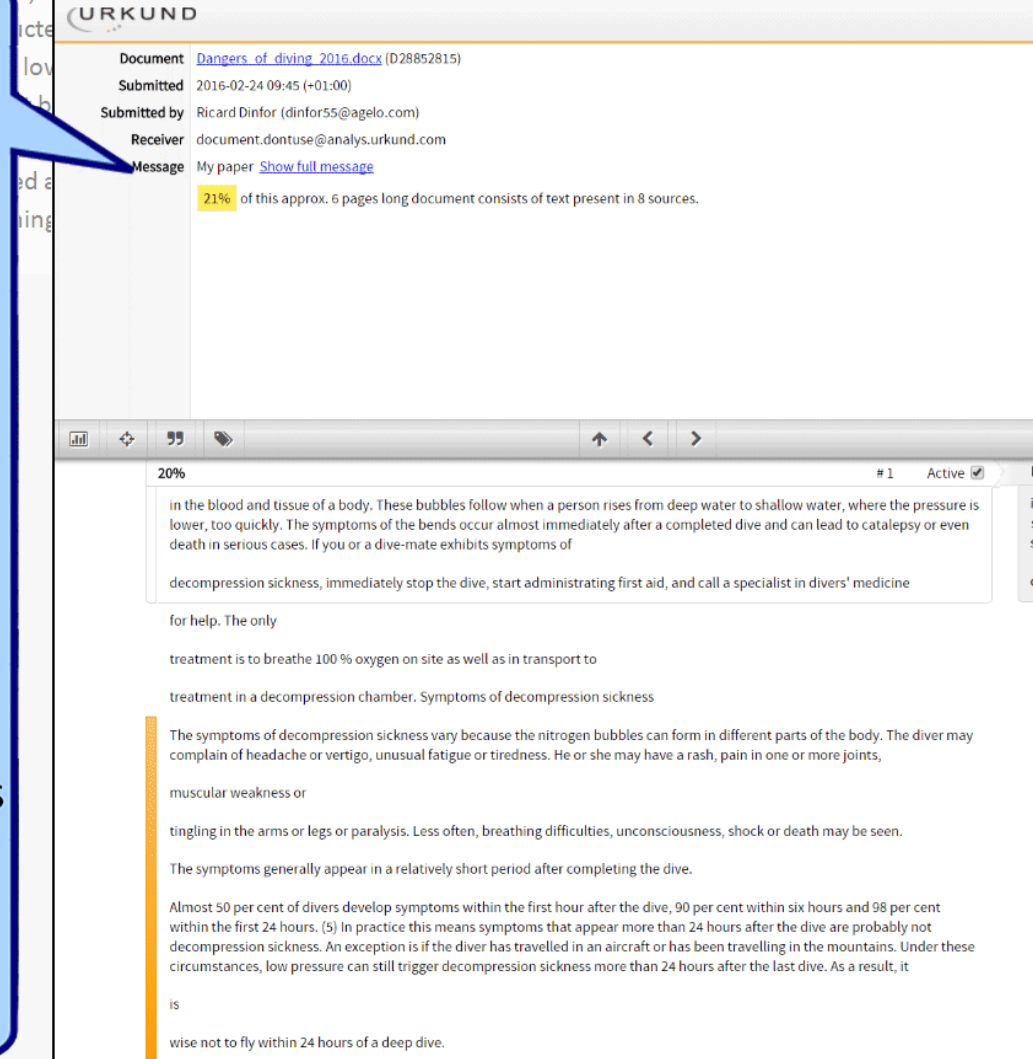 URKUND
Document Dangers_of_diving_2016.docx (D28852815)
Submitted 2016-02-24 09:45 (+01:00)
Submitted by Ricard Dinfor (dinfor55@agelo.com)
Receiver document.dontuse@analys.urkund.com
Message My paper Show full message
21% of this approx. 6 pages long document consists of text present in 8 sources.
20% #1 Active
in the blood and tissue of a body. These bubbles follow when a person rises from deep water to shallow water, where the pressure is
lower, too quickly. The symptoms of the bends occur almost immediately after a completed dive and can lead to catalepsy or even
death in serious cases. If you or a dive-mate exhibits symptoms of
decompression sickness, immediately stop the dive, start administrating first aid, and call a specialist in divers' medicine
for help. The only
treatment is to breathe 100 % oxygen on site as well as in transport to
treatment in a decompression chamber. Symptoms of decompression sickness
The symptoms of decompression sickness vary because the nitrogen bubbles can form in different parts of the body. The diver may
complain of headache or vertigo, unusual fatigue or tiredness. He or she may have a rash, pain in one or more joints,
muscular weakness or
tingling in the arms or legs or paralysis. Less often, breathing difficulties, unconsciousness, shock or death may be seen.
The symptoms generally appear in a relatively short period after completing the dive.
Almost 50 per cent of divers develop symptoms within the first hour after the dive, 90 per cent within six hours and 98 per cent
within the first 24 hours. (5) In practice this means symptoms that appear more than 24 hours after the dive are probably not
decompression sickness. An exception is if the diver has travelled in an aircraft or has been travelling in the mountains. Under these
circumstances, low pressure can still trigger decompression sickness more than 24 hours after the last dive. As a result, it
is
wise not to fly within 24 hours of a deep dive.